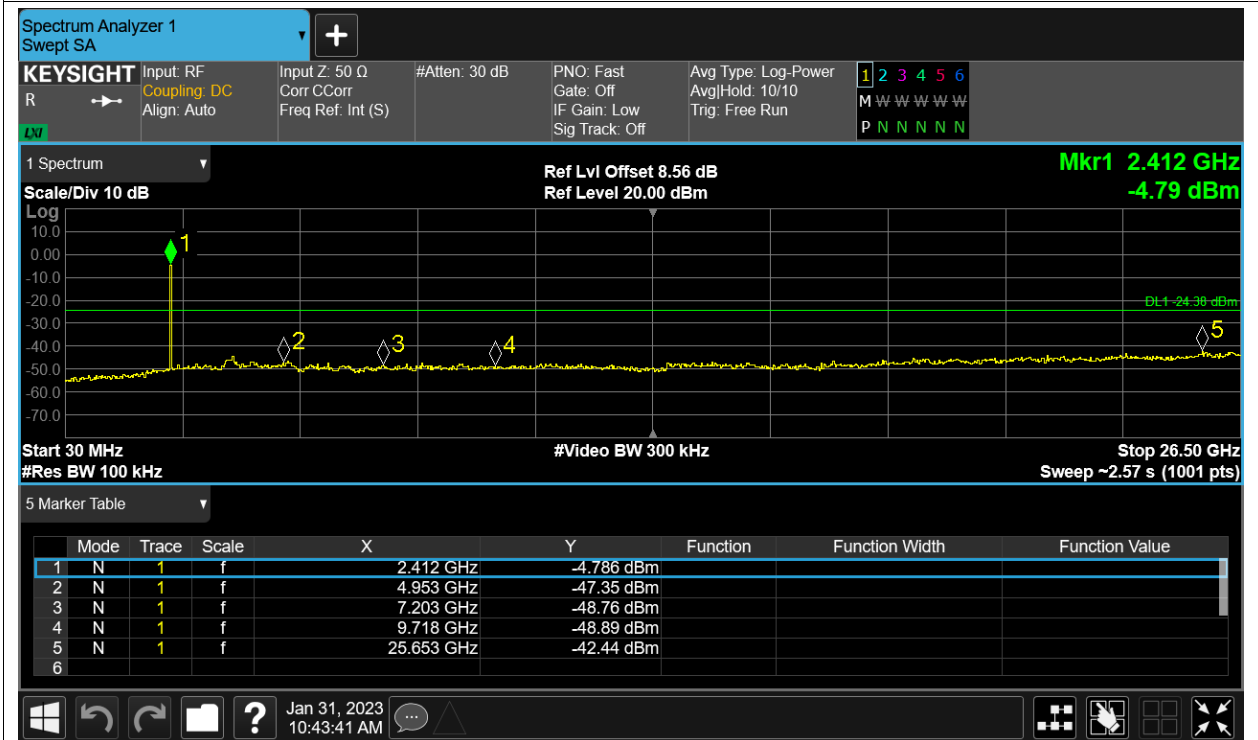 Spectrum Analyzer 1
Swept SA
+
KEYSIGHT Input: RF Input Z: 50 Ω #Atten: 30 dB PNO: Fast Avg Type: Log-Power 1 2 3 4 5 6
R Coupling: DC Corr CCorr Gate: Off Avg|Hold: 10/10 M W W W W W
Align: Auto Freq Ref: Int (S) IF Gain: Low Trig: Free Run
LXI Sig Track: Off P N N N N N
1 Spectrum Ref Lvl Offset 8.56 dB Mkr1 2.412 GHz
Scale/Div 10 dB Ref Level 20.00 dBm -4.79 dBm
Log
10.0
1
0.00
-10.0
-20.0
DL1 -24.38 dBm
-30.0
2 3 4 5
-40.0
-50.0
-60.0
-70.0
Start 30 MHz #Video BW 300 kHz Stop 26.50 GHz
#Res BW 100 kHz Sweep ~2.57 s (1001 pts)
5 Marker Table
Mode Trace Scale X Y Function Function Width Function Value
1 N 1 f 2.412 GHz -4.786 dBm
2 N 1 f 4.953 GHz -47.35 dBm
3 N 1 f 7.203 GHz -48.76 dBm
4 N 1 f 9.718 GHz -48.89 dBm
5 N 1 f 25.653 GHz -42.44 dBm
6
? Jan 31, 2023
10:43:41 AM